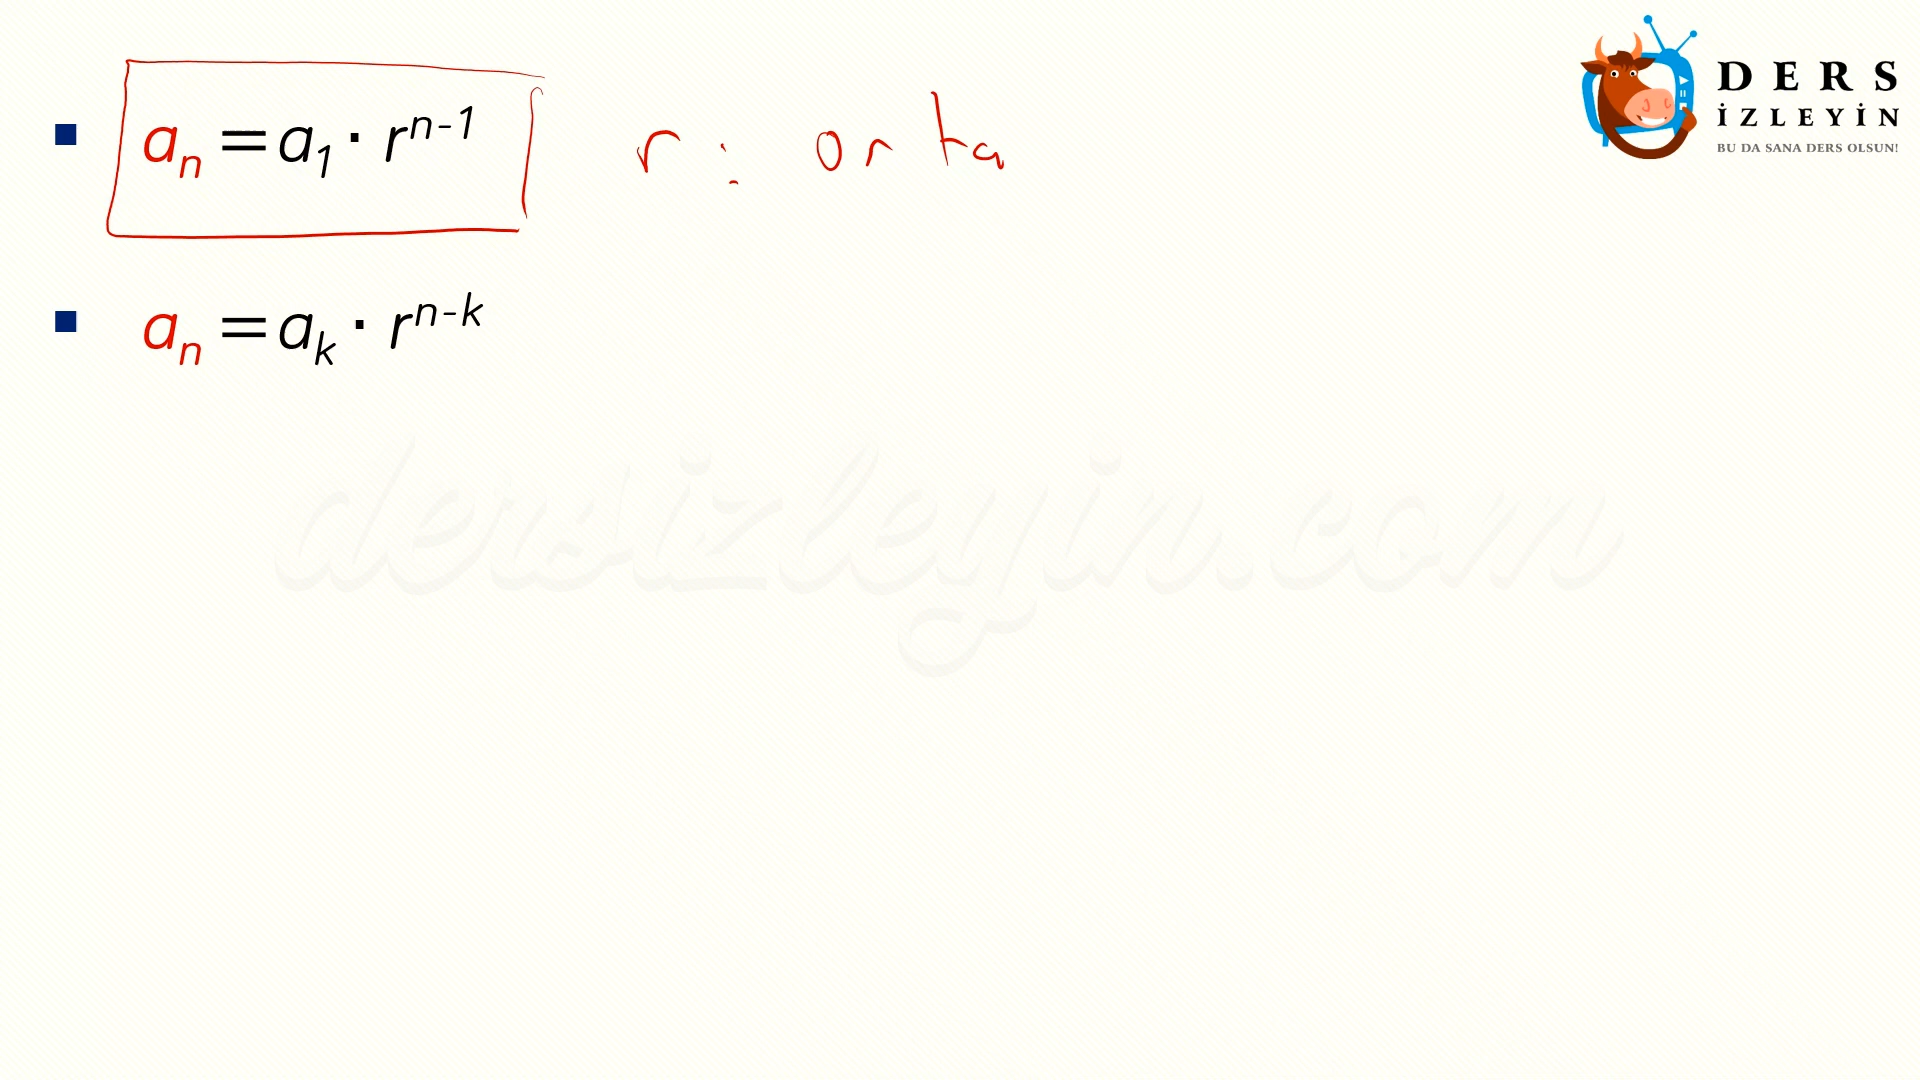 ▪ aₙ = a₁ · rⁿ⁻¹ r : orta
▪ aₙ = aₖ · rⁿ⁻ᵏ
DERS
İZLEYİN
BU DA SANA DERS OLSUN!
dersizleyin.com